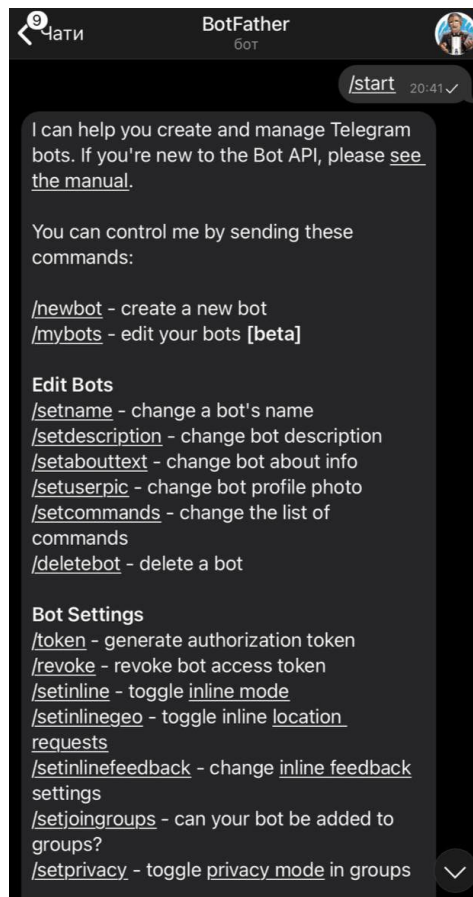 9
Чати
BotFather
бот
/start 20:41
I can help you create and manage Telegram
bots. If you're new to the Bot API, please see
the manual.
You can control me by sending these
commands:
/newbot - create a new bot
/mybots - edit your bots [beta]
Edit Bots
/setname - change a bot's name
/setdescription - change bot description
/setabouttext - change bot about info
/setuserpic - change bot profile photo
/setcommands - change the list of
commands
/deletebot - delete a bot
Bot Settings
/token - generate authorization token
/revoke - revoke bot access token
/setinline - toggle inline mode
/setinlinegeo - toggle inline location
requests
/setinlinefeedback - change inline feedback
settings
/setjoingroups - can your bot be added to
groups?
/setprivacy - toggle privacy mode in groups